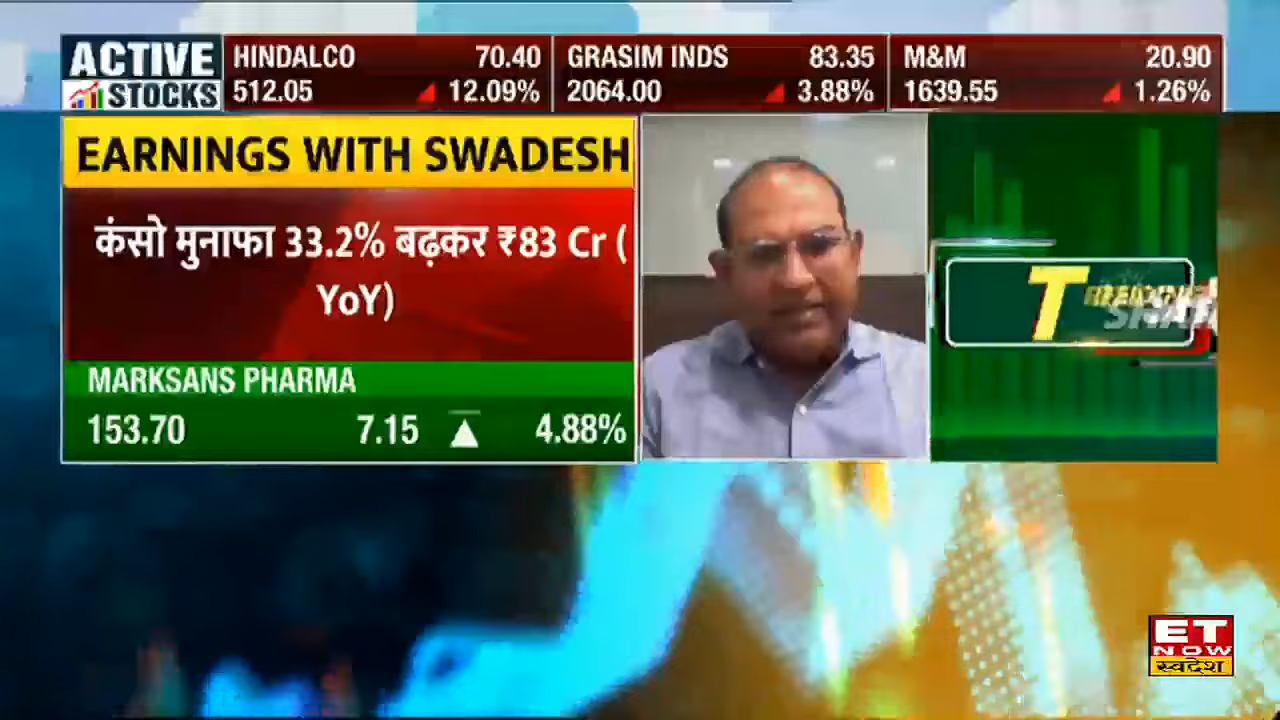 ACTIVE STOCKS
HINDALCO 70.40
512.05 12.09%
GRASIM INDS 83.35
2064.00 3.88%
M&M 20.90
1639.55 1.26%
EARNINGS WITH SWADESH
कंसो मुनाफा 33.2% बढ़कर ₹83 Cr (
YoY)
MARKSANS PHARMA
153.70 7.15 4.88%
T
ET
NOW
स्वदेश